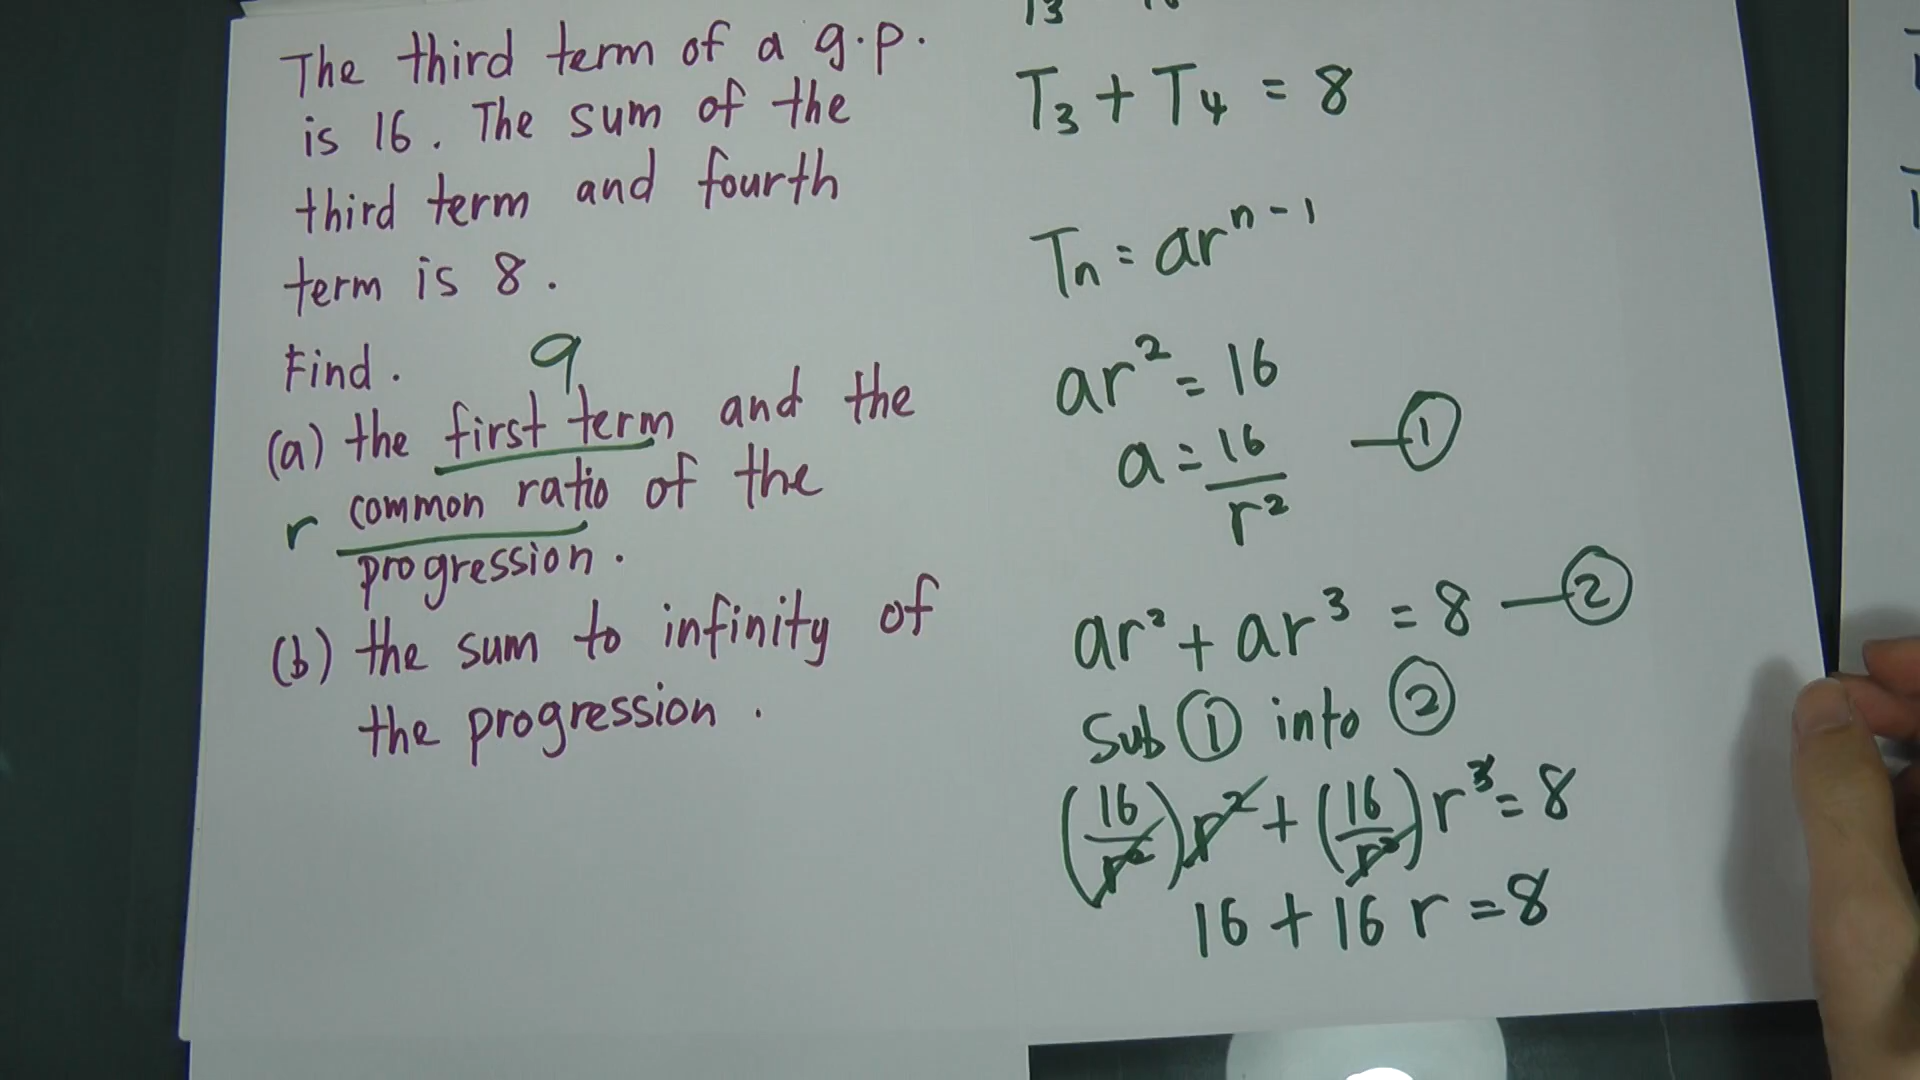 The third term of a g.p.
is 16. The sum of the
third term and fourth
term is 8.
Find.
a
(a) the first term and the
r common ratio of the
progression.
(b) the sum to infinity of
the progression.
T₃ + T₄ = 8
Tₙ = arⁿ⁻¹
ar² = 16
a = 16/r² — ①
ar² + ar³ = 8 — ②
Sub ① into ②
(16/r²)r² + (16/r²)r³ = 8
16 + 16r = 8